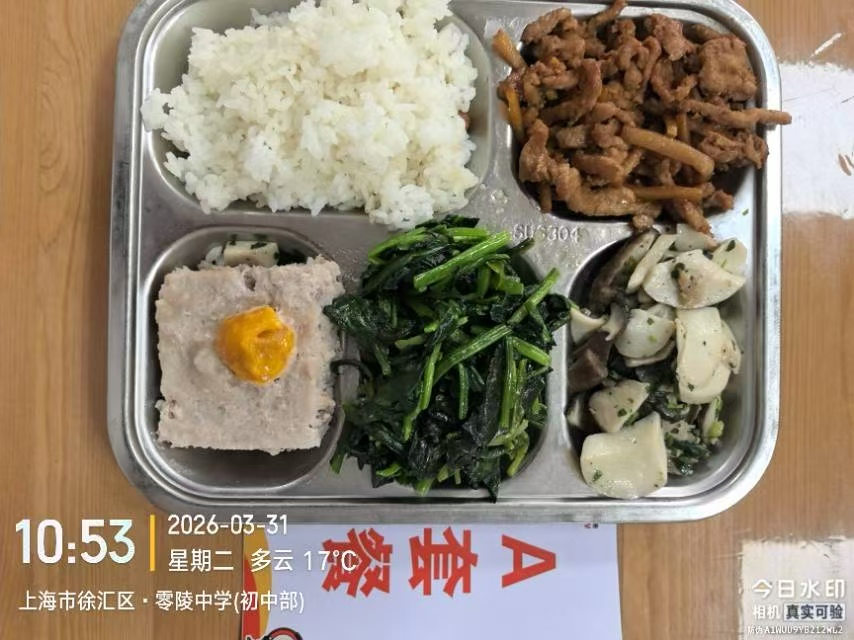 SUS304
A套餐
10:53
2026-03-31
星期二 多云 17℃
上海市徐汇区·零陵中学(初中部)
今日水印
相机 真实可验